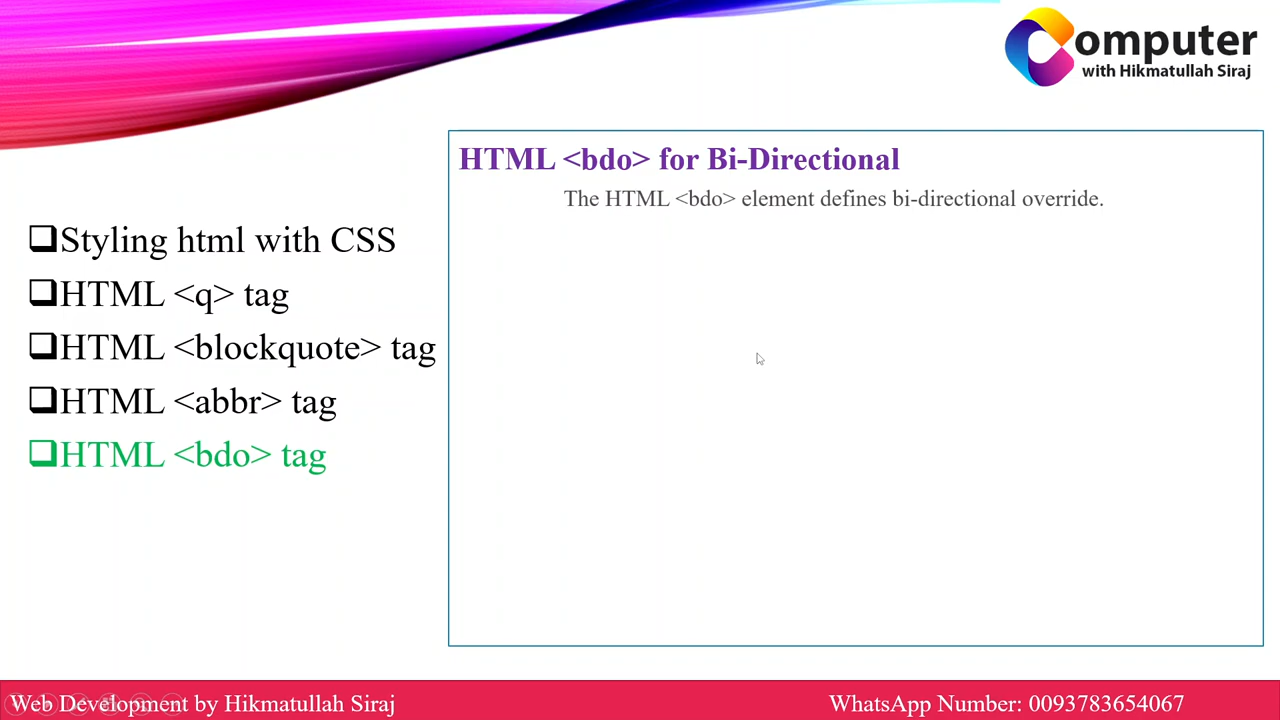 Computer
with Hikmatullah Siraj
HTML <bdo> for Bi-Directional
The HTML <bdo> element defines bi-directional override.
❑Styling html with CSS
❑HTML <q> tag
❑HTML <blockquote> tag
❑HTML <abbr> tag
❑HTML <bdo> tag
Web Development by Hikmatullah Siraj
WhatsApp Number: 0093783654067